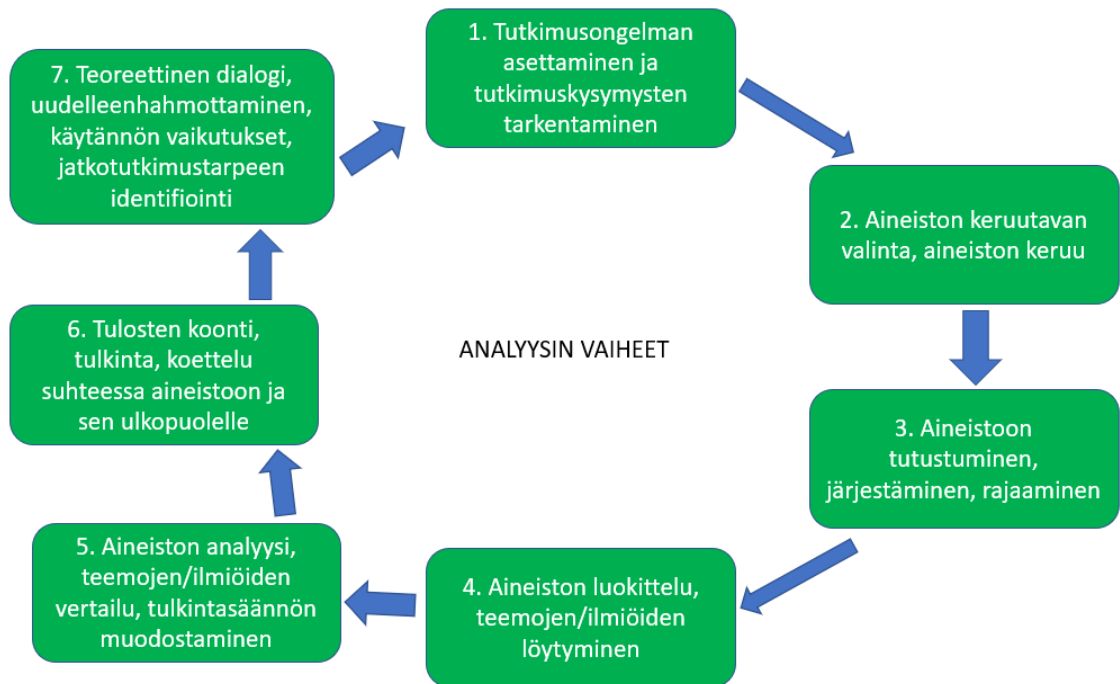 1. Tutkimusongelman
asettaminen ja
tutkimuskysymysten
tarkentaminen
2. Aineiston keruutavan
valinta, aineiston keruu
3. Aineistoon
tutustuminen,
järjestäminen, rajaaminen
4. Aineiston luokittelu,
teemojen/ilmiöiden
löytyminen
5. Aineiston analyysi,
teemojen/ilmiöiden
vertailu, tulkintasäännön
muodostaminen
6. Tulosten koonti,
tulkinta, koettelu
suhteessa aineistoon ja
sen ulkopuolelle
7. Teoreettinen dialogi,
uudelleenhahmottaminen,
käytännön vaikutukset,
jatkotutkimustarpeen
identifiointi
ANALYYSIN VAIHEET